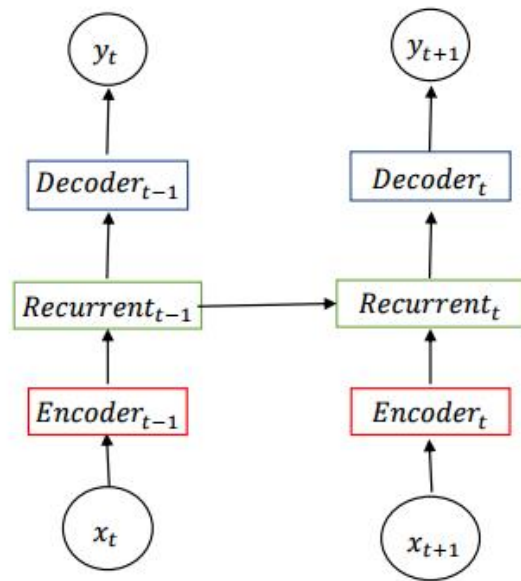 y_t y_{t+1}
Decoder_{t-1} Decoder_t
Recurrent_{t-1} Recurrent_t
Encoder_{t-1} Encoder_t
x_t x_{t+1}